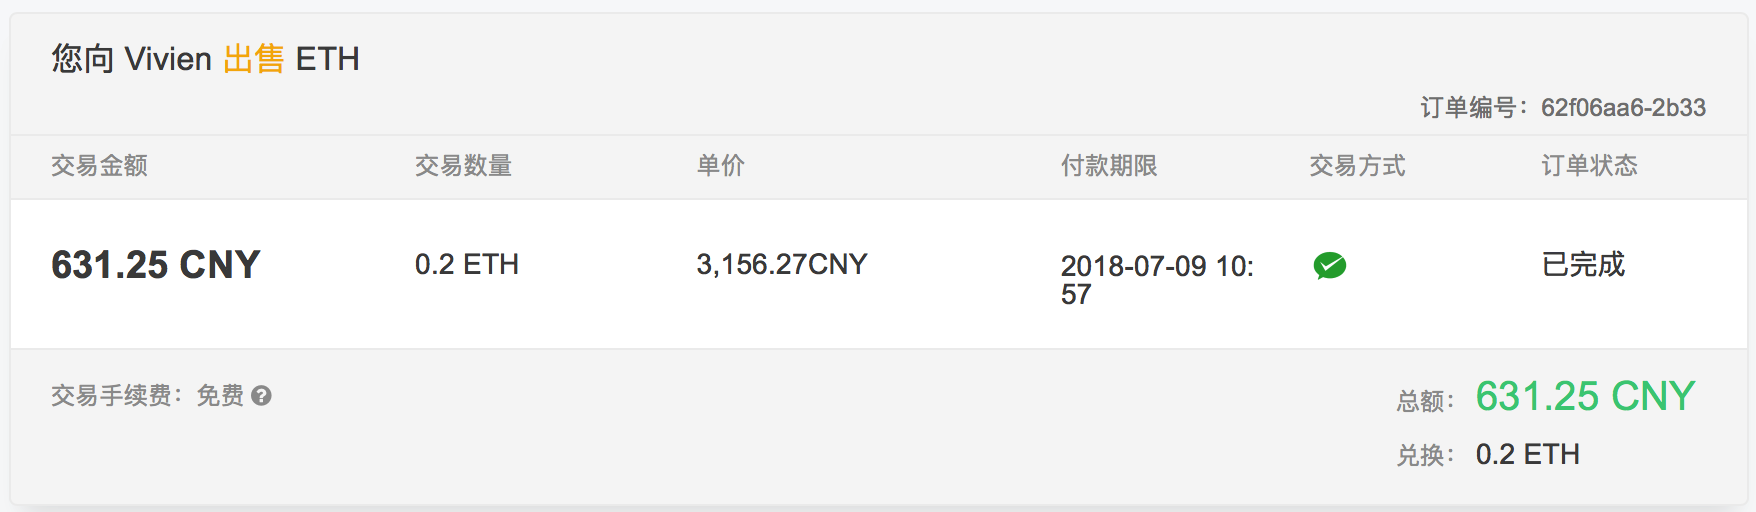 您向 Vivien 出售 ETH
订单编号：62f06aa6-2b33
交易金额 交易数量 单价 付款期限 交易方式 订单状态
631.25 CNY 0.2 ETH 3,156.27CNY 2018-07-09 10:
57 已完成
交易手续费：免费 ?
总额：631.25 CNY
兑换：0.2 ETH